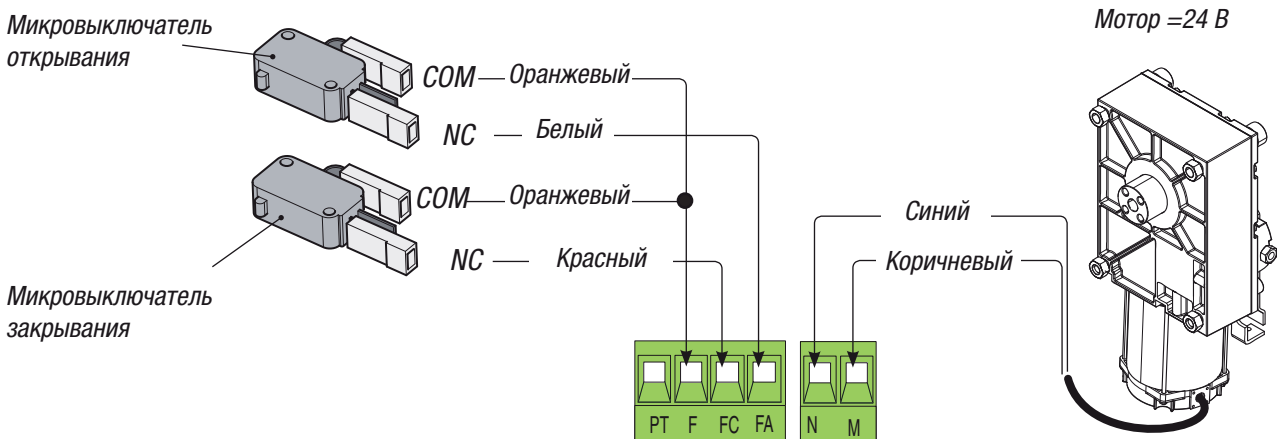 Микровыключатель
открывания
Мотор =24 В
COM Оранжевый
NC Белый
COM Оранжевый
NC Красный
Синий
Коричневый
Микровыключатель
закрывания
PT F FC FA N M